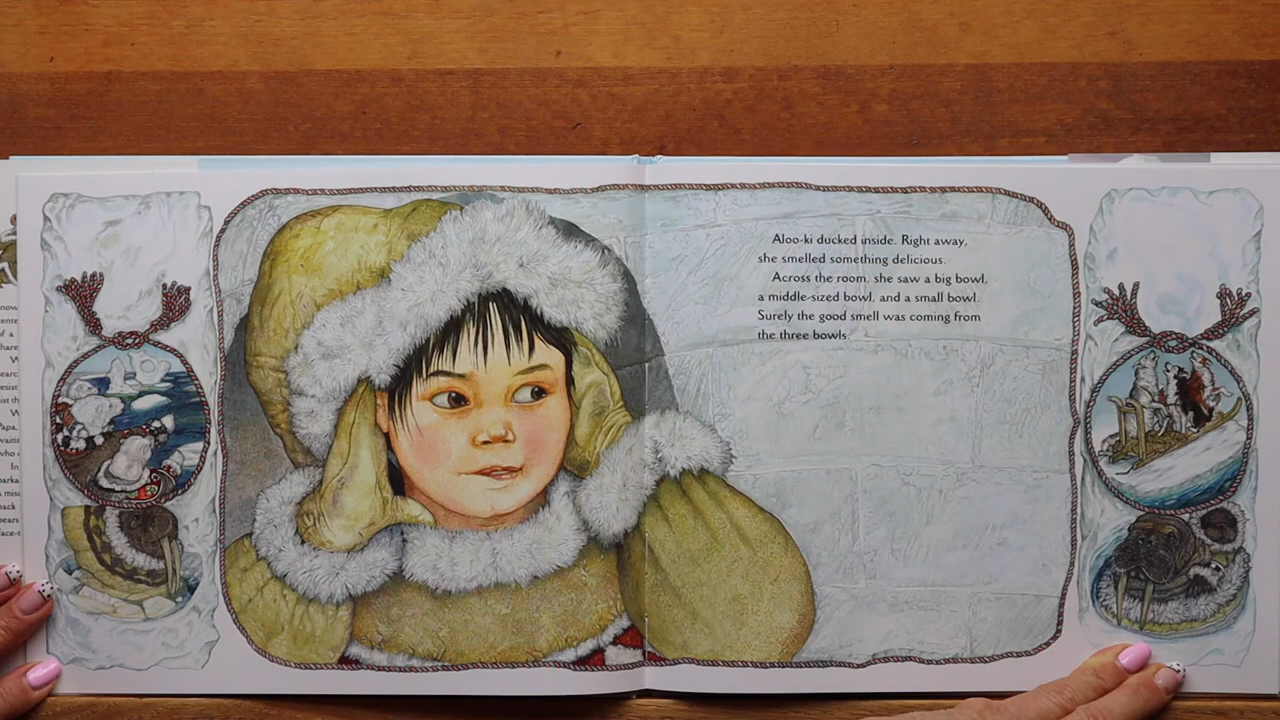 Aloo-ki ducked inside. Right away,
she smelled something delicious.
Across the room, she saw a big bowl,
a middle-sized bowl, and a small bowl.
Surely the good smell was coming from
the three bowls.